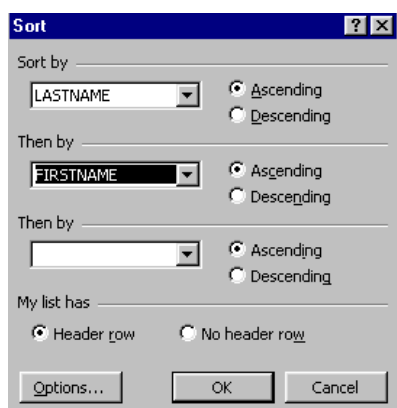 Sort ? X
Sort by
LASTNAME
Ascending
Descending
Then by
FIRSTNAME
Ascending
Descending
Then by
Ascending
Descending
My list has
Header row No header row
Options... OK Cancel